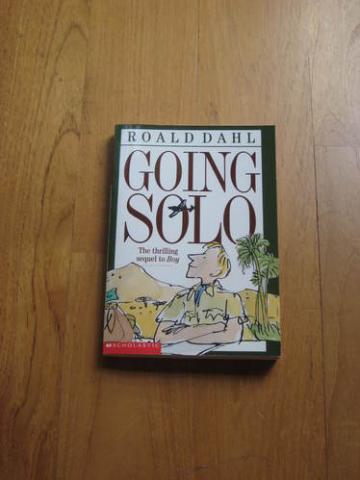 ROALD DAHL
GOING
SOLO
The thrilling
sequel to Boy
SCHOLASTIC